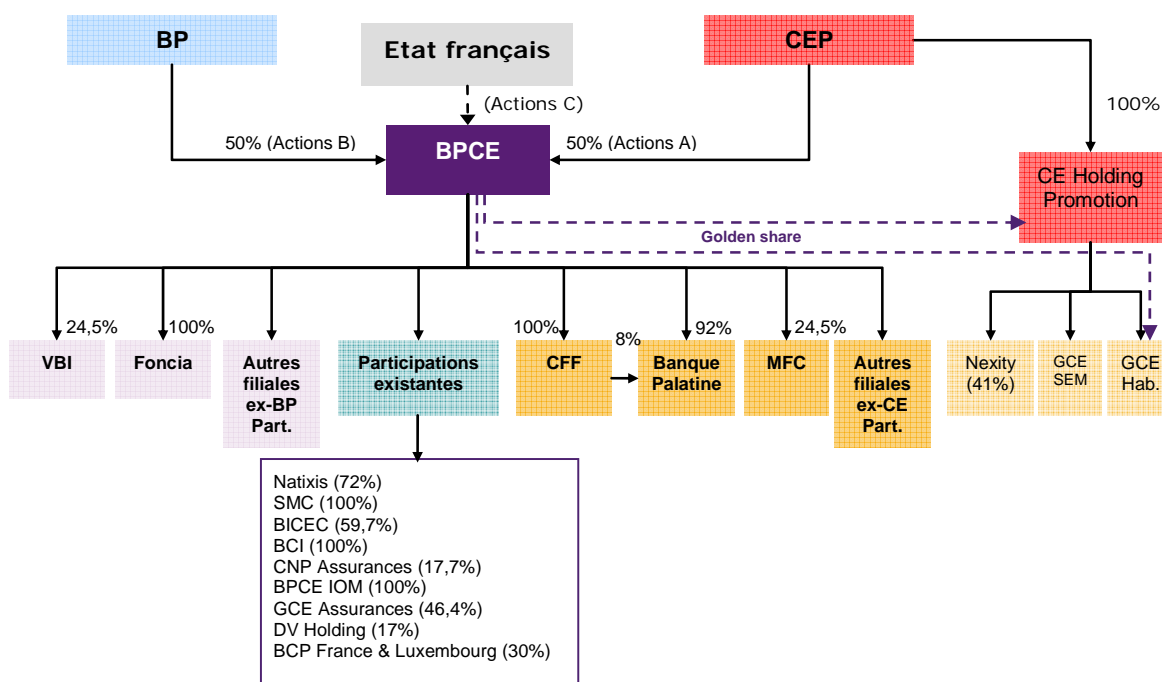 BP
Etat français
CEP
(Actions C)
100%
50% (Actions B)
BPCE
50% (Actions A)
CE Holding
Promotion
Golden share
24,5%
100%
100%
8%
92%
24,5%
VBI
Foncia
Autres
filiales
ex-BP
Part.
Participations
existantes
CFF
Banque
Palatine
MFC
Autres
filiales
ex-CE
Part.
Nexity
(41%)
GCE
SEM
GCE
Hab.
Natixis (72%)
SMC (100%)
BICEC (59,7%)
BCI (100%)
CNP Assurances (17,7%)
BPCE IOM (100%)
GCE Assurances (46,4%)
DV Holding (17%)
BCP France & Luxembourg (30%)